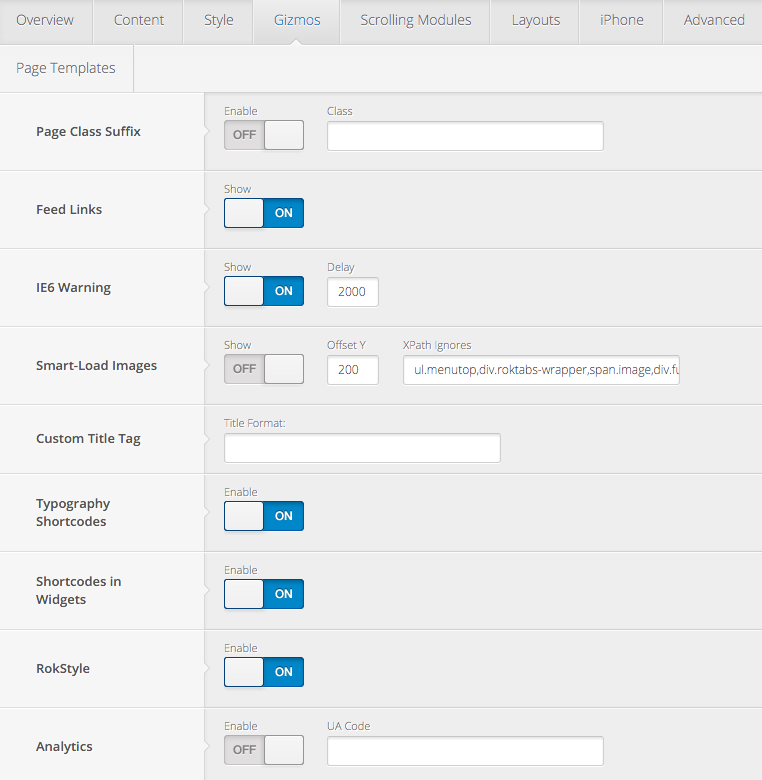 Overview Content Style Gizmos Scrolling Modules Layouts iPhone Advanced
Page Templates
Page Class Suffix
Enable
OFF
Class
Feed Links
Show
ON
IE6 Warning
Show
ON
Delay
2000
Smart-Load Images
Show
OFF
Offset Y
200
XPath Ignores
ul.menutop,div.roktabs-wrapper,span.image,div.fu
Custom Title Tag
Title Format:
Typography
Shortcodes
Enable
ON
Shortcodes in
Widgets
Enable
ON
RokStyle
Enable
ON
Analytics
Enable
OFF
UA Code